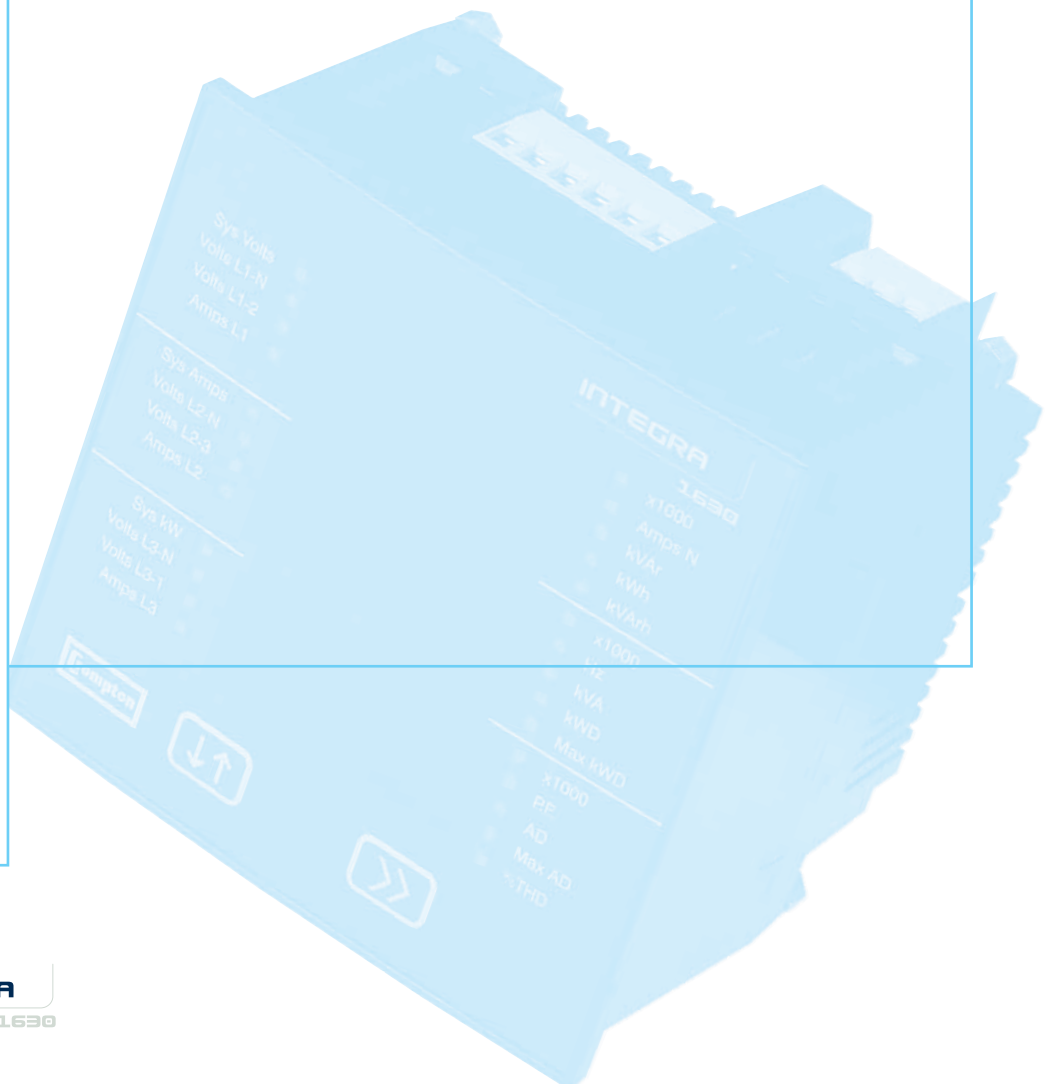 Sys Volts
Volts L1-N
Volts L1-2
Amps L1
Sys Amps
Volts L2-N
Volts L2-3
Amps L2
Sys kW
Volts L3-N
Volts L3-1
Amps L3
Crompton
INTEGRA
1630
x1000
Amps N
kVAr
kWh
kVArh
x1000
Hz
kVA
kWD
Max kWD
x1000
P.F.
AD
Max AD
% THD
A
1630